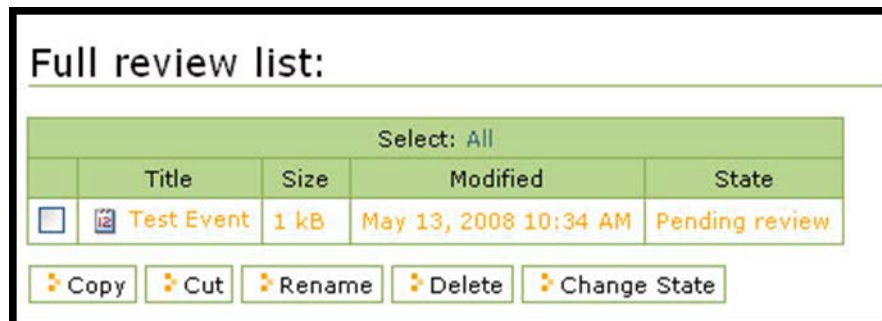 Full review list:
Select: All
Title Size Modified State
Test Event 1 kB May 13, 2008 10:34 AM Pending review
Copy Cut Rename Delete Change State